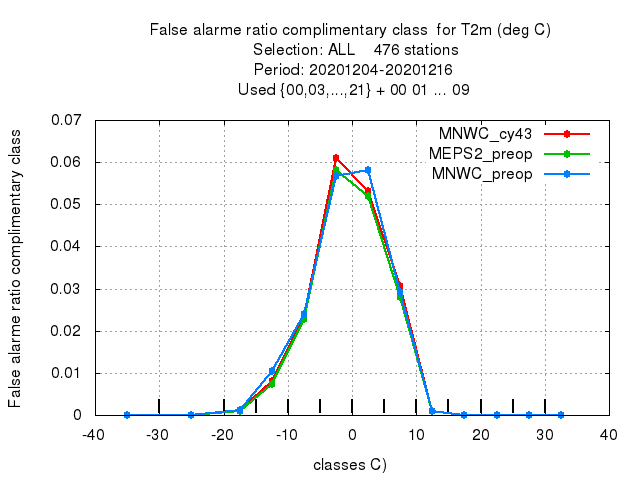 False alarme ratio complimentary class  for T2m (deg C)
Selection: ALL    476 stations
Period: 20201204-20201216
Used {00,03,...,21} + 00 01 ... 09
MNWC_cy43
MEPS2_preop
MNWC_preop
False alarme ratio complimentary class
0.07
0.06
0.05
0.04
0.03
0.02
0.01
0
-40 -30 -20 -10 0 10 20 30 40
classes C)